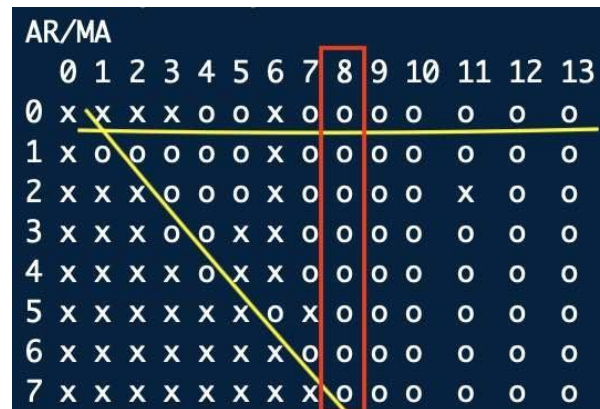 AR/MA
0 1 2 3 4 5 6 7 8 9 10 11 12 13
0 x x x x o o x o o o o o o o
1 x o o o o o x o o o o o o o
2 x x x o o o x o o o o x o o
3 x x x o o x x o o o o o o o
4 x x x x o x x o o o o o o o
5 x x x x x x o x o o o o o o
6 x x x x x x x o o o o o o o
7 x x x x x x x x o o o o o o